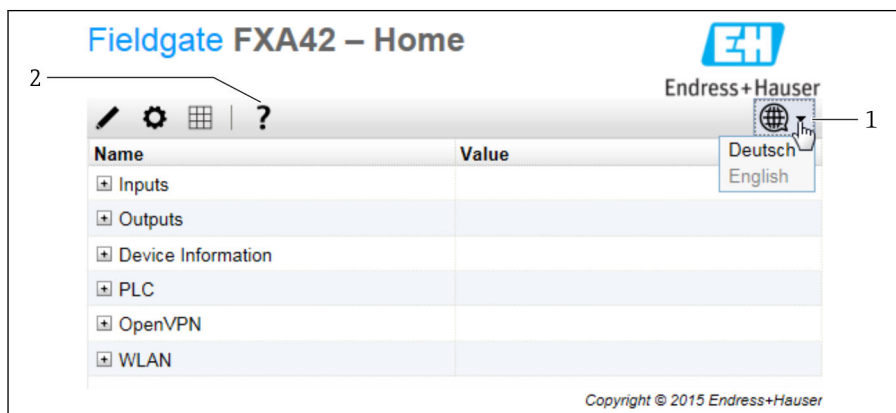 Fieldgate FXA42 – Home
EH
Endress+Hauser
2
?
1
Name Value
Deutsch
English
Inputs
Outputs
Device Information
PLC
OpenVPN
WLAN
Copyright © 2015 Endress+Hauser